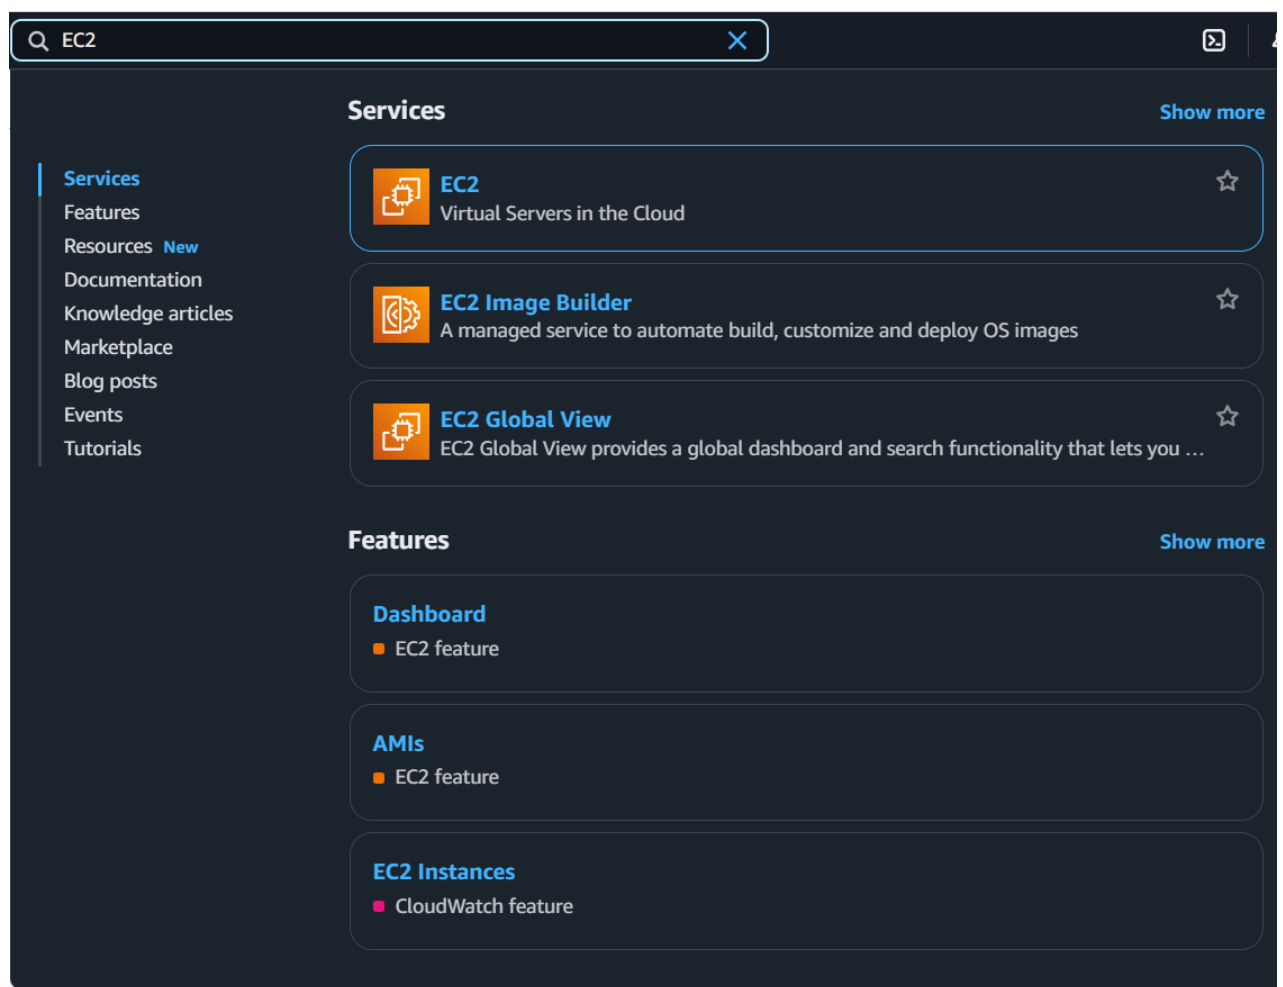 EC2
Services
Show more
Services
Features
Resources New
Documentation
Knowledge articles
Marketplace
Blog posts
Events
Tutorials
EC2
Virtual Servers in the Cloud
EC2 Image Builder
A managed service to automate build, customize and deploy OS images
EC2 Global View
EC2 Global View provides a global dashboard and search functionality that lets you ...
Features
Show more
Dashboard
EC2 feature
AMIs
EC2 feature
EC2 Instances
CloudWatch feature